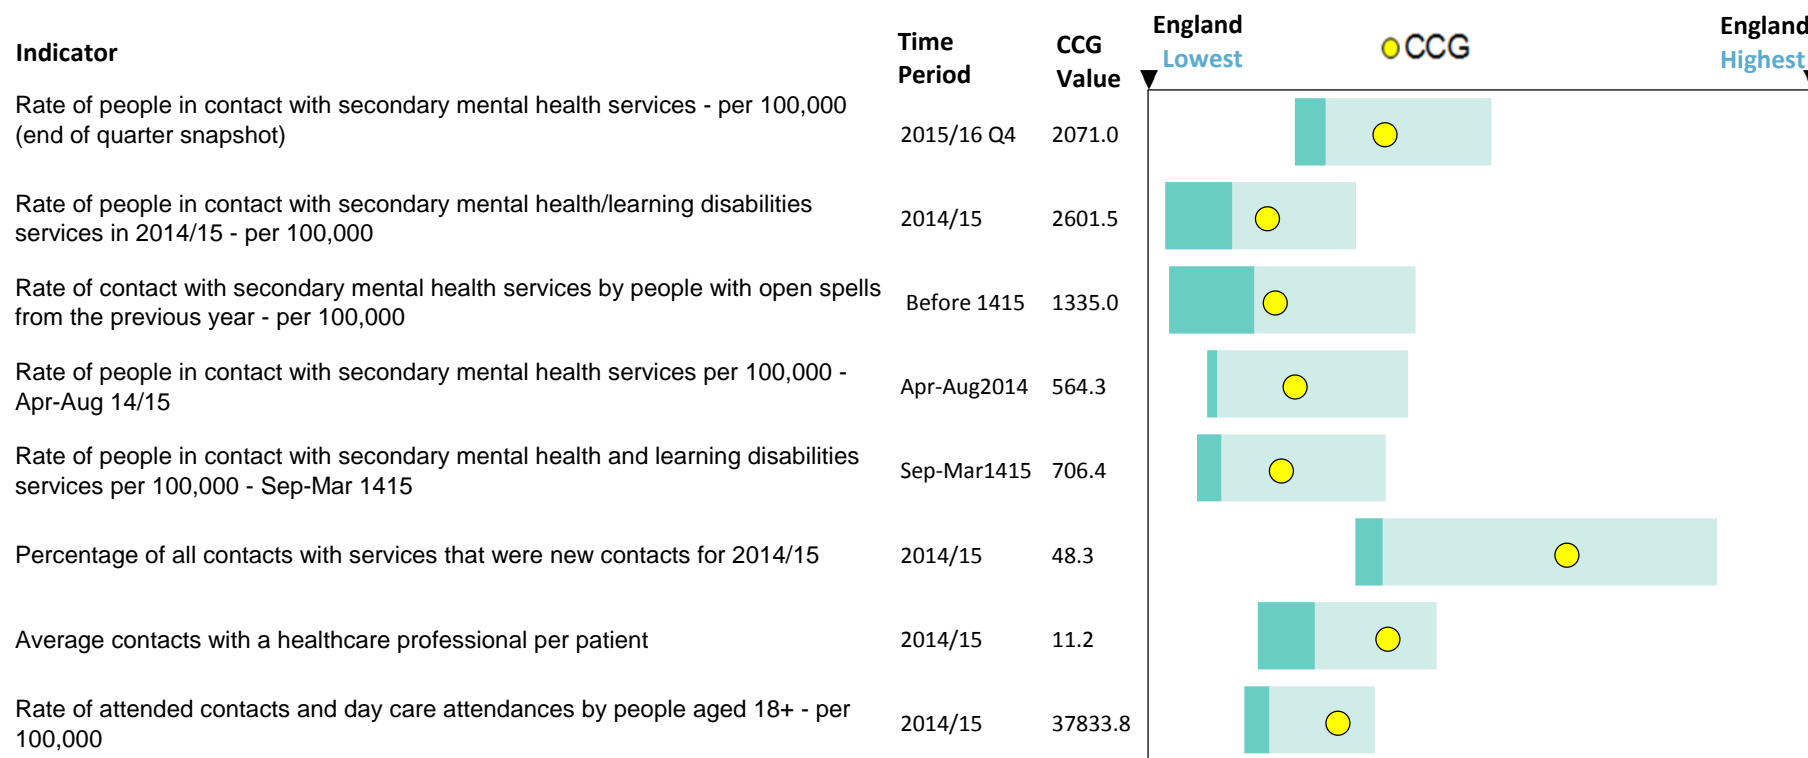 England
England
Indicator
Time
Period
CCG
Value
Lowest
CCG
Highest
Rate of people in contact with secondary mental health services - per 100,000
(end of quarter snapshot)
2015/16 Q4
2071.0
Rate of people in contact with secondary mental health/learning disabilities
services in 2014/15 - per 100,000
2014/15
2601.5
Rate of contact with secondary mental health services by people with open spells
from the previous year - per 100,000
Before 1415
1335.0
Rate of people in contact with secondary mental health services per 100,000 -
Apr-Aug 14/15
Apr-Aug2014
564.3
Rate of people in contact with secondary mental health and learning disabilities
services per 100,000 - Sep-Mar 1415
Sep-Mar1415
706.4
Percentage of all contacts with services that were new contacts for 2014/15
2014/15
48.3
Average contacts with a healthcare professional per patient
2014/15
11.2
Rate of attended contacts and day care attendances by people aged 18+ - per
100,000
2014/15
37833.8